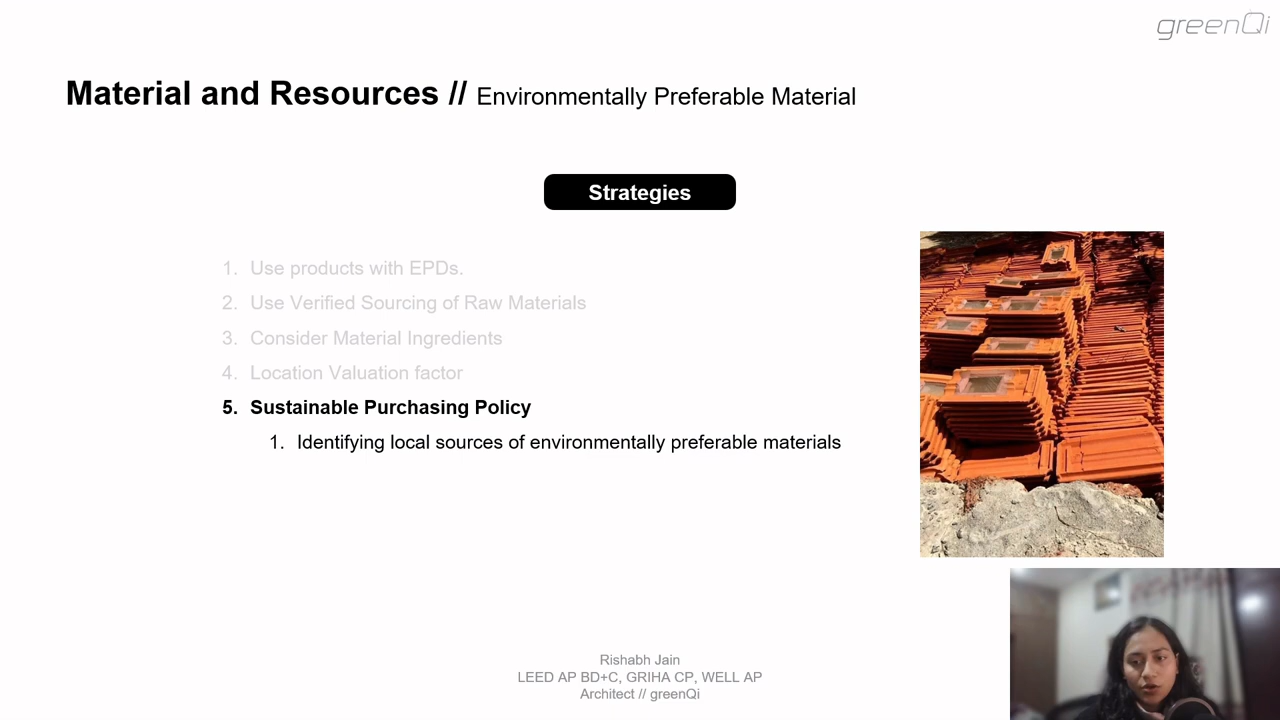 greenQi
Material and Resources // Environmentally Preferable Material
Strategies
1. Use products with EPDs.
2. Use Verified Sourcing of Raw Materials
3. Consider Material Ingredients
4. Location Valuation factor
5. Sustainable Purchasing Policy
1. Identifying local sources of environmentally preferable materials
Rishabh Jain
LEED AP BD+C, GRIHA CP, WELL AP
Architect // greenQi